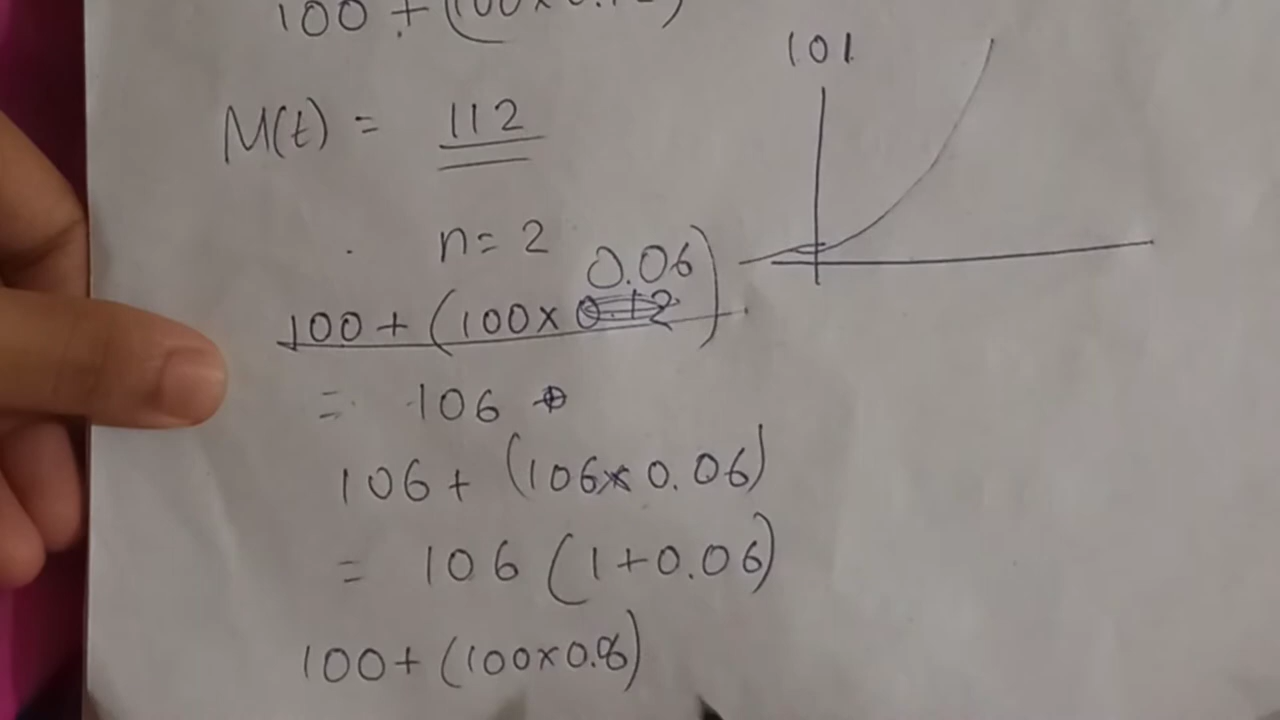 100 + (100 x 0.12)
101
M(t) = 112
n = 2
0.06
100 + (100 x 0.12)
= 106
106 + (106 x 0.06)
= 106 (1+0.06)
100 + (100 x 0.8)